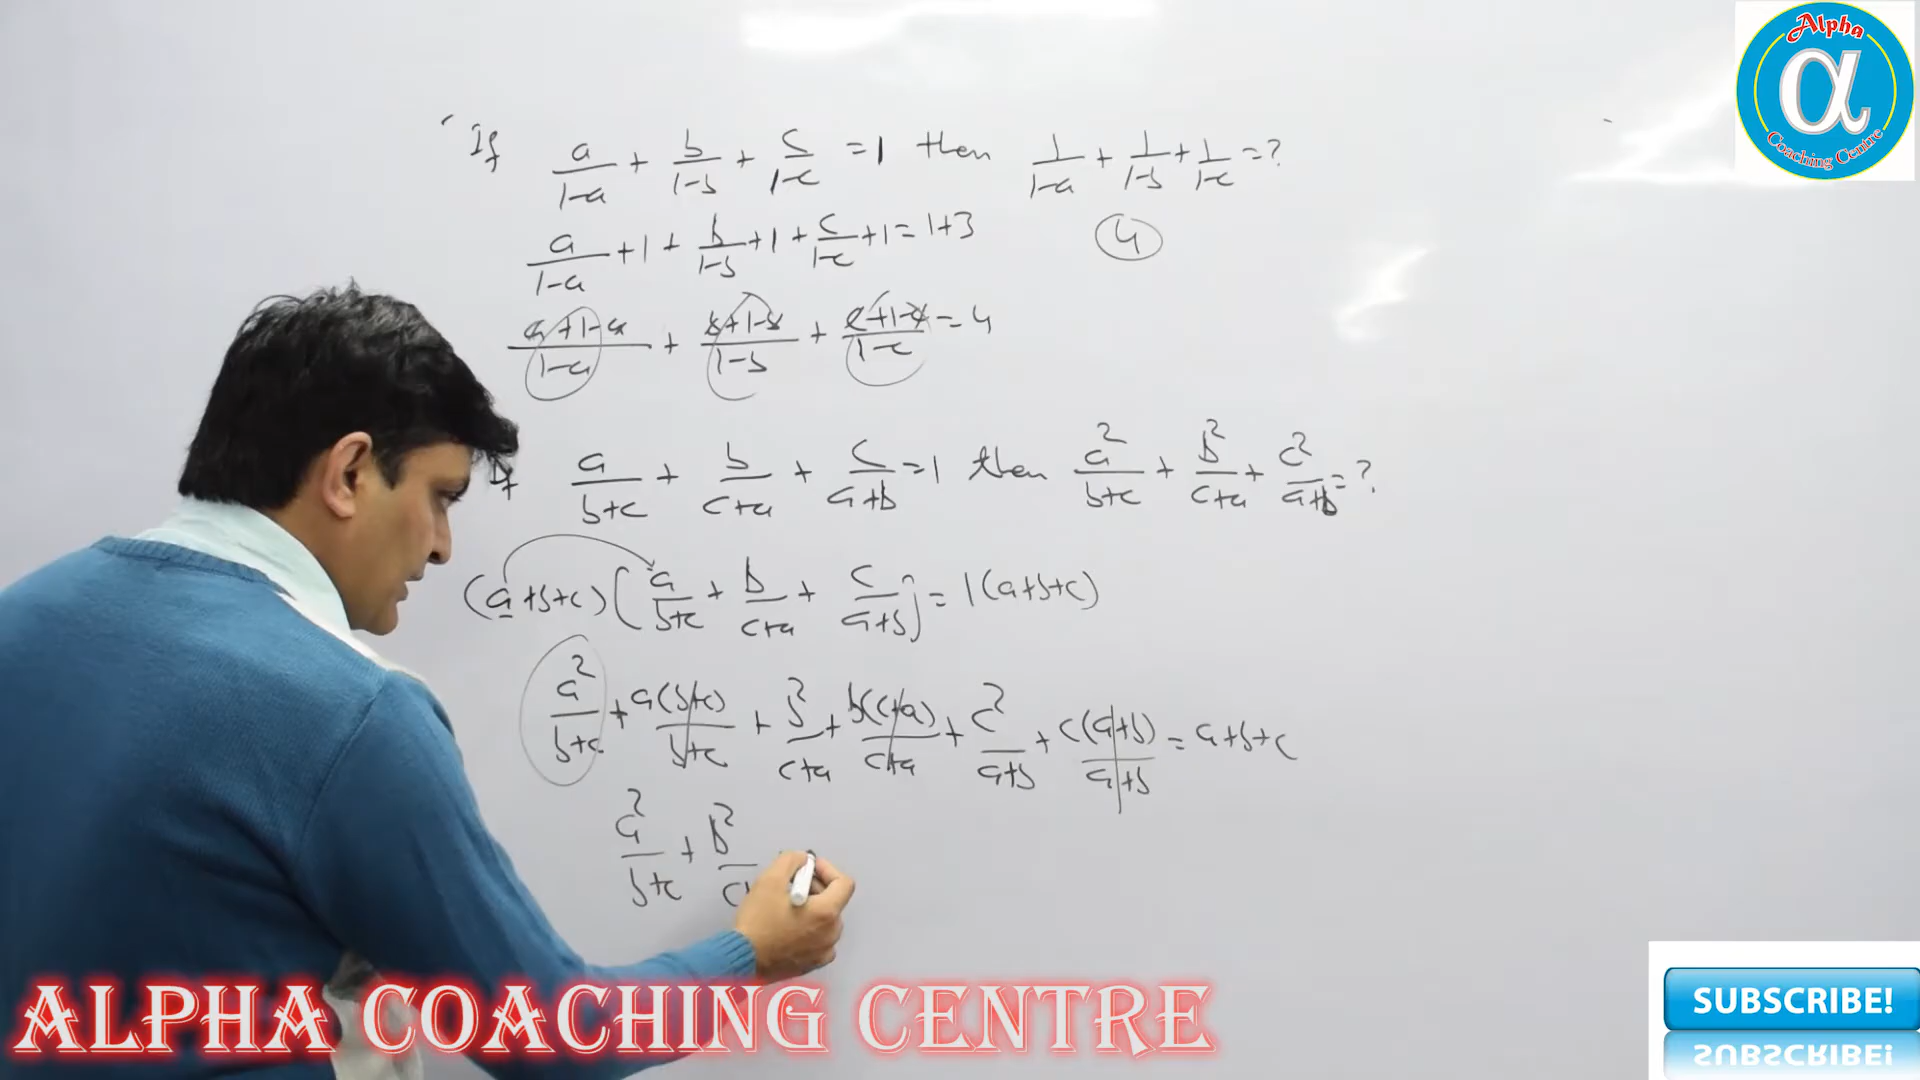 Alpha
α
Coaching Centre
If a/(1-a) + b/(1-b) + c/(1-c) = 1 then 1/(1-a) + 1/(1-b) + 1/(1-c) = ?
a/(1-a) + 1 + b/(1-b) + 1 + c/(1-c) + 1 = 1+3
4
(a+1-a)/(1-a) + (b+1-b)/(1-b) + (c+1-c)/(1-c) = 4
If a/(b+c) + b/(c+a) + c/(a+b) = 1 then a²/(b+c) + b²/(c+a) + c²/(a+b) = ?
(a+b+c) (a/(b+c) + b/(c+a) + c/(a+b)) = 1(a+b+c)
a²/(b+c) + a(b+c)/(b+c) + b²/(c+a) + b(c+a)/(c+a) + c²/(a+b) + c(a+b)/(a+b) = a+b+c
a²/(b+c) + b²/c+
ALPHA COACHING CENTRE
SUBSCRIBE!